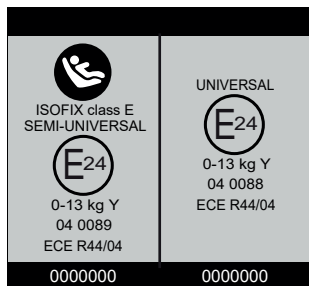 ISOFIX class E
SEMI-UNIVERSAL
E24
0-13 kg Y
04 0089
ECE R44/04
0000000
UNIVERSAL
E24
0-13 kg Y
04 0088
ECE R44/04
0000000